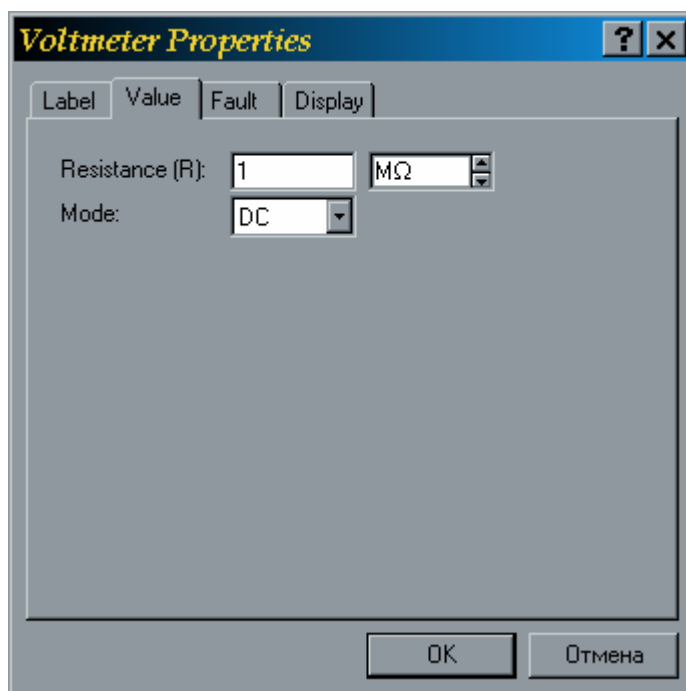 Voltmeter Properties
Label Value Fault Display
Resistance (R): 1 MΩ
Mode: DC
OK Отмена